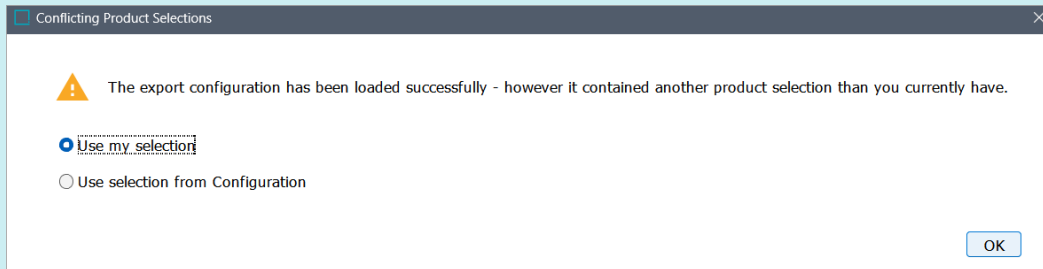 Conflicting Product Selections
The export configuration has been loaded successfully - however it contained another product selection than you currently have.
Use my selection
Use selection from Configuration
OK